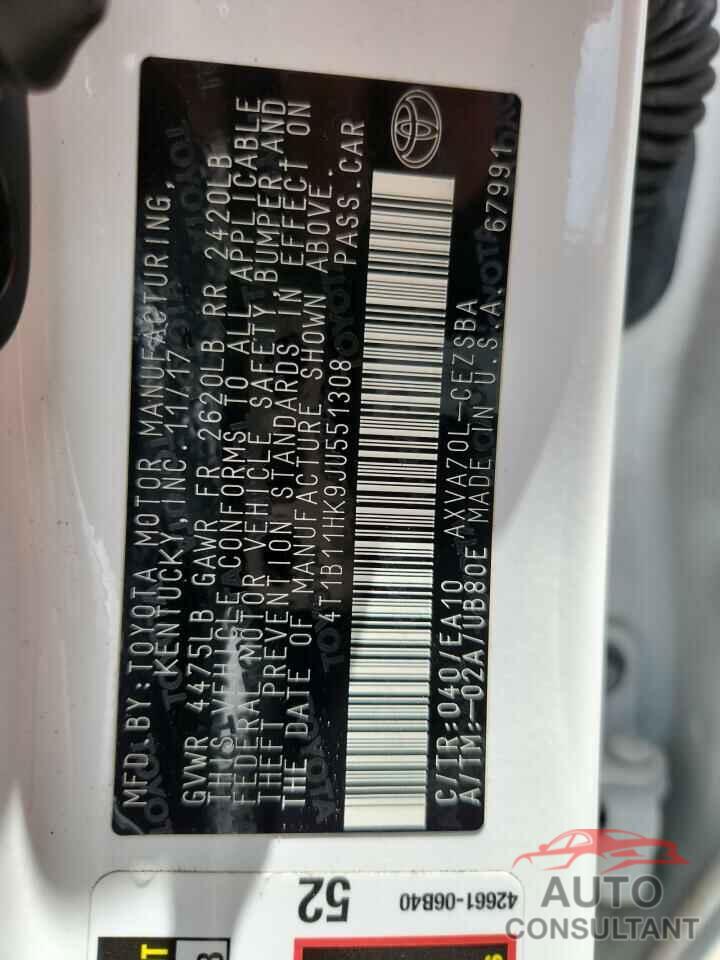 MFD.BY:TOYOTA MOTOR MANUFACTURING,
KENTUCKY,INC. 11/17
GVWR 4475LB GAWR FR 2620LB RR 2420LB
THIS VEHICLE CONFORMS TO ALL APPLICABLE
FEDERAL MOTOR VEHICLE SAFETY,BUMPER,AND
THEFT PREVENTION STANDARDS IN EFFECT ON
THE DATE OF MANUFACTURE SHOWN ABOVE.
4T1B11HK9JU551308 PASS.CAR
C/TR:040/EA10 AXVA70L-CEZSBA
A/TM:-02A/UB80E MADE IN U.S.A. 67991
52
42661-06B40
AUTO
CONSULTANT